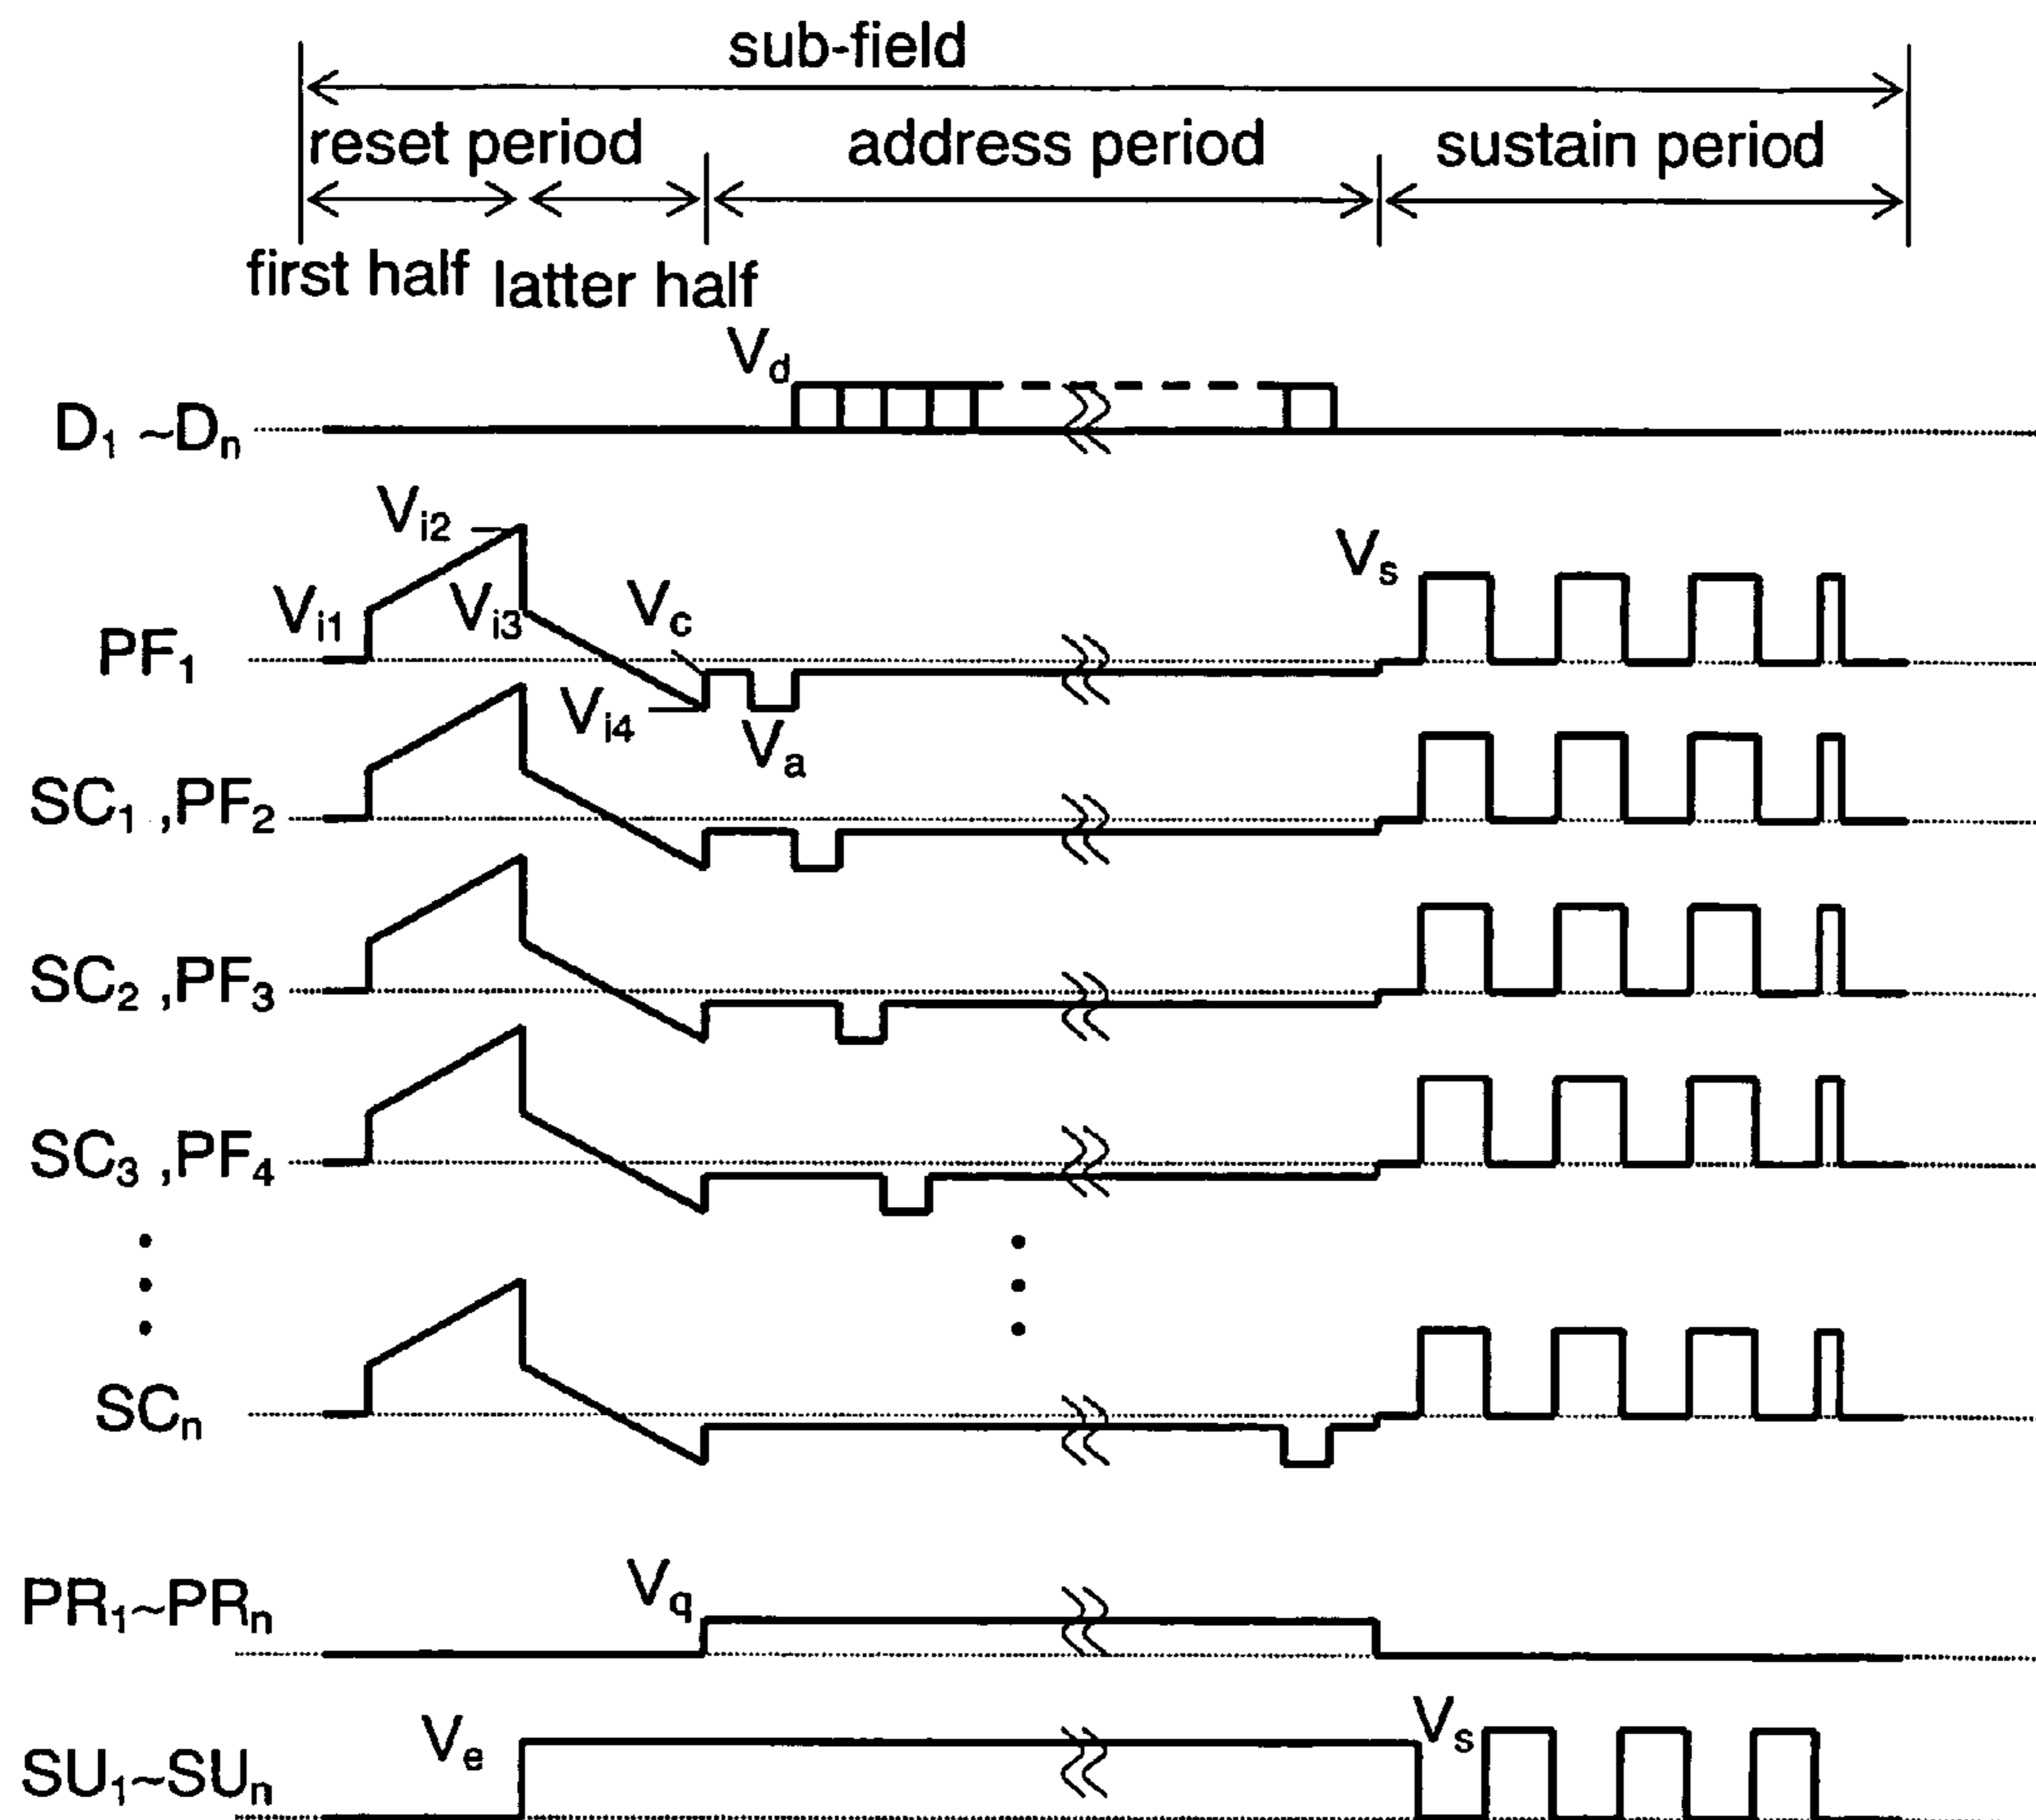 sub-field
reset period address period sustain period
first half latter half
Vd
D1 ~Dn
Vi2
Vs
Vi1 Vi3 Vc
PF1
Vi4
Va
SC1 ,PF2
SC2 ,PF3
SC3 ,PF4
SCn
Vq
PR1~PRn
Ve Vs
SU1~SUn